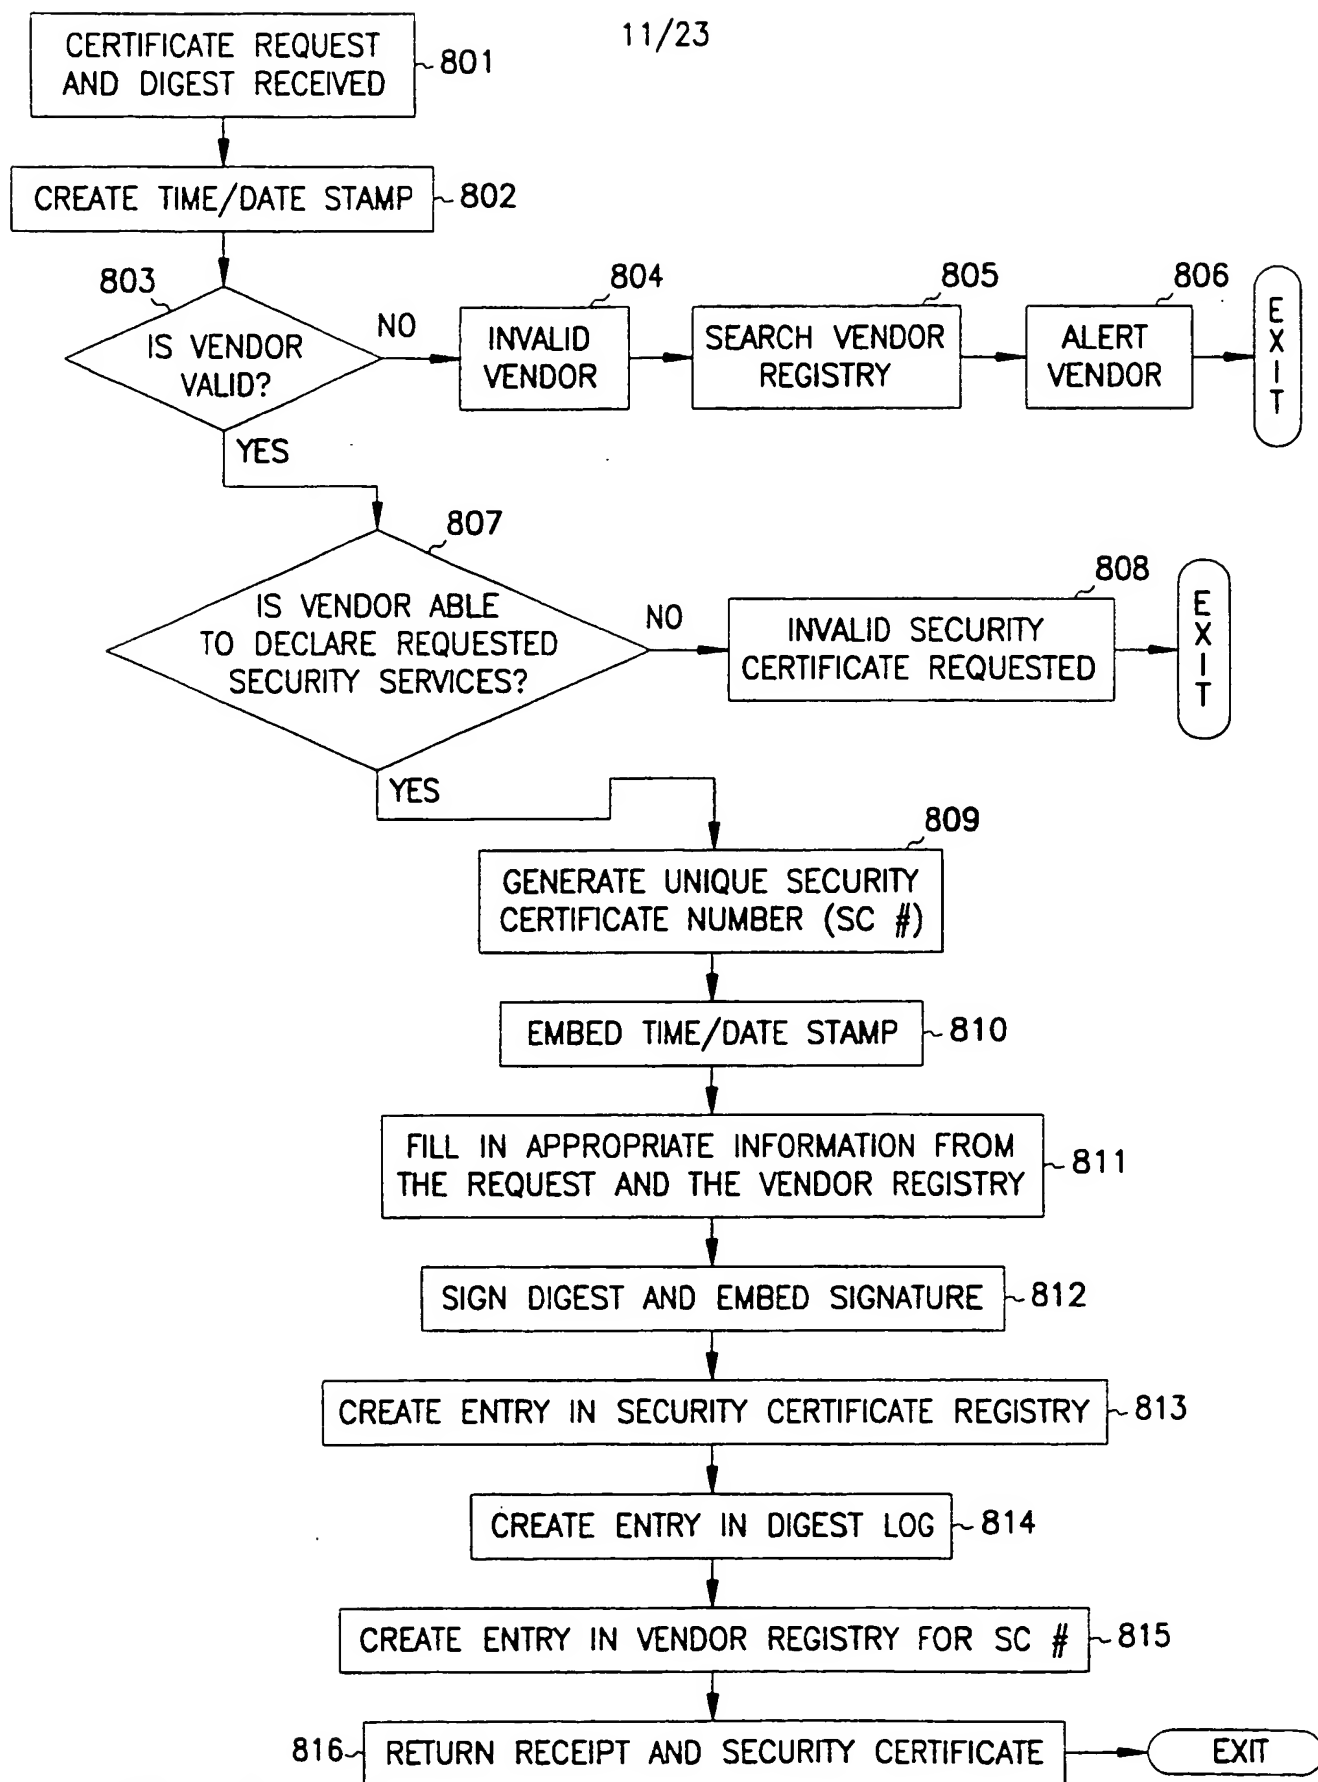 11/23
CERTIFICATE REQUEST
AND DIGEST RECEIVED
801
CREATE TIME/DATE STAMP
802
803
IS VENDOR
VALID?
NO
804
INVALID
VENDOR
805
SEARCH VENDOR
REGISTRY
806
ALERT
VENDOR
EXIT
YES
807
IS VENDOR ABLE
TO DECLARE REQUESTED
SECURITY SERVICES?
NO
808
INVALID SECURITY
CERTIFICATE REQUESTED
EXIT
YES
809
GENERATE UNIQUE SECURITY
CERTIFICATE NUMBER (SC #)
EMBED TIME/DATE STAMP
810
FILL IN APPROPRIATE INFORMATION FROM
THE REQUEST AND THE VENDOR REGISTRY
811
SIGN DIGEST AND EMBED SIGNATURE
812
CREATE ENTRY IN SECURITY CERTIFICATE REGISTRY
813
CREATE ENTRY IN DIGEST LOG
814
CREATE ENTRY IN VENDOR REGISTRY FOR SC #
815
816
RETURN RECEIPT AND SECURITY CERTIFICATE
EXIT